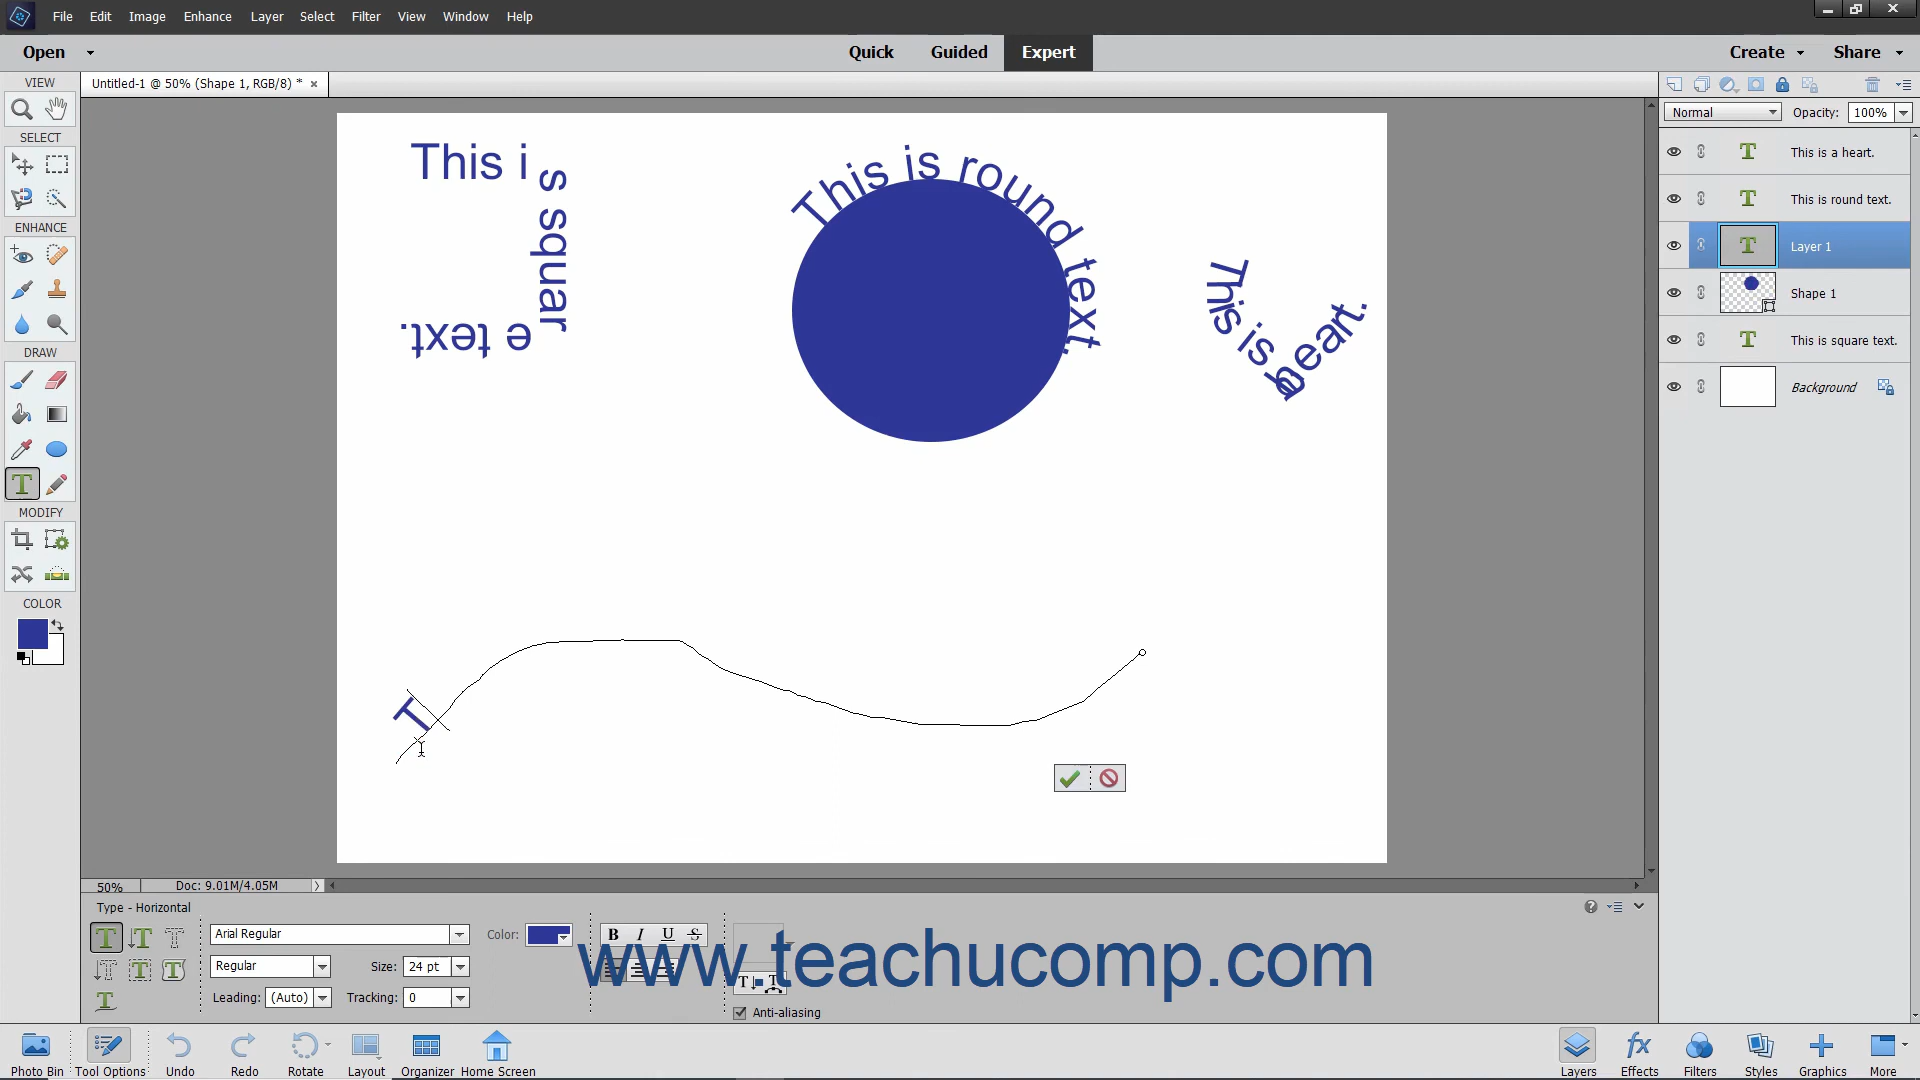 File Edit Image Enhance Layer Select Filter View Window Help
Open Quick Guided Expert Create Share
Untitled-1 @ 50% (Shape 1, RGB/8) * ×
VIEW
SELECT
ENHANCE
DRAW
MODIFY
COLOR
This is square text.
This is round text.
This is a heart.
T
Normal Opacity: 100%
This is a heart.
This is round text.
Layer 1
Shape 1
This is square text.
Background
50% Doc: 9.01M/4.05M
Type - Horizontal
Arial Regular Color: B I U S
Regular Size: 24 pt
Leading: (Auto) Tracking: 0
Anti-aliasing
www.teachucomp.com
Photo Bin Tool Options Undo Redo Rotate Layout Organizer Home Screen Layers Effects Filters Styles Graphics More